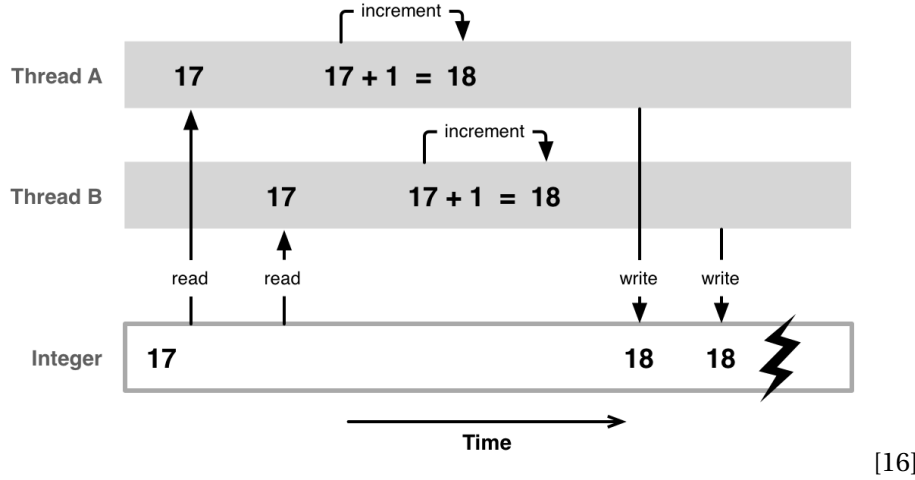 increment
Thread A 17 17 + 1 = 18
increment
Thread B 17 17 + 1 = 18
read read write write
Integer 17 18 18
Time
[16]